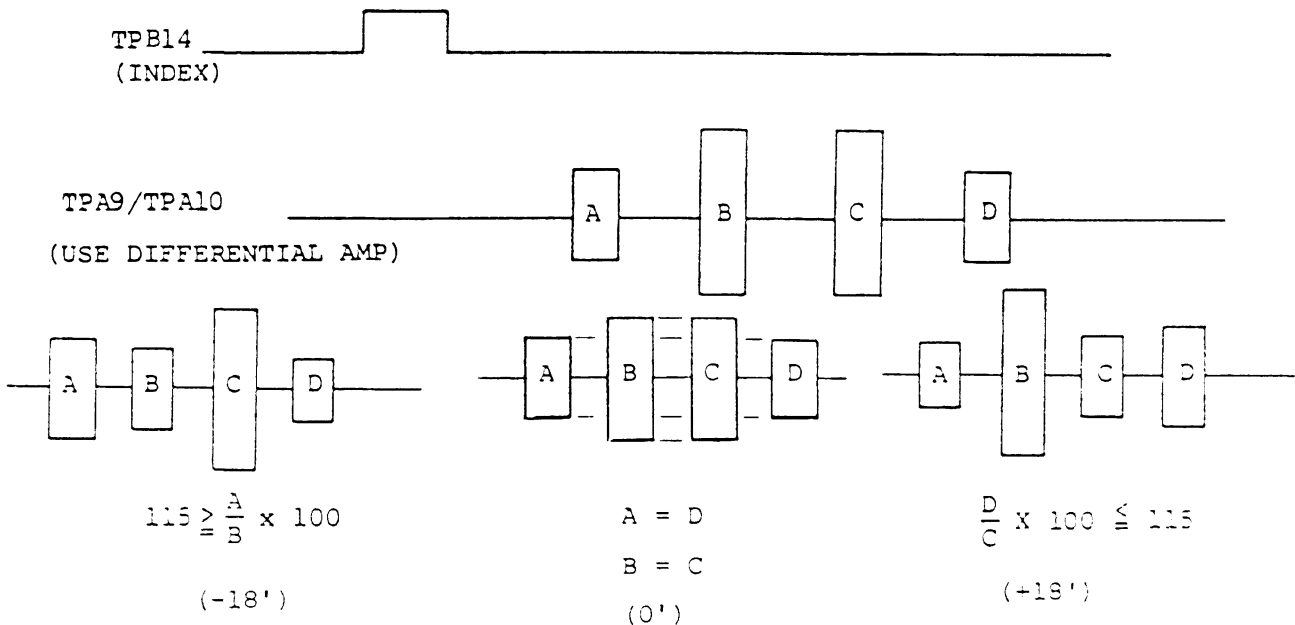 TPB14
(INDEX)
TPA9/TPA10
(USE DIFFERENTIAL AMP)
A B C D
A B C D
A B C D
A B C D
115 ≧ A/B x 100
(-18')
A = D
B = C
(0')
D/C X 100 ≦ 115
(+18')